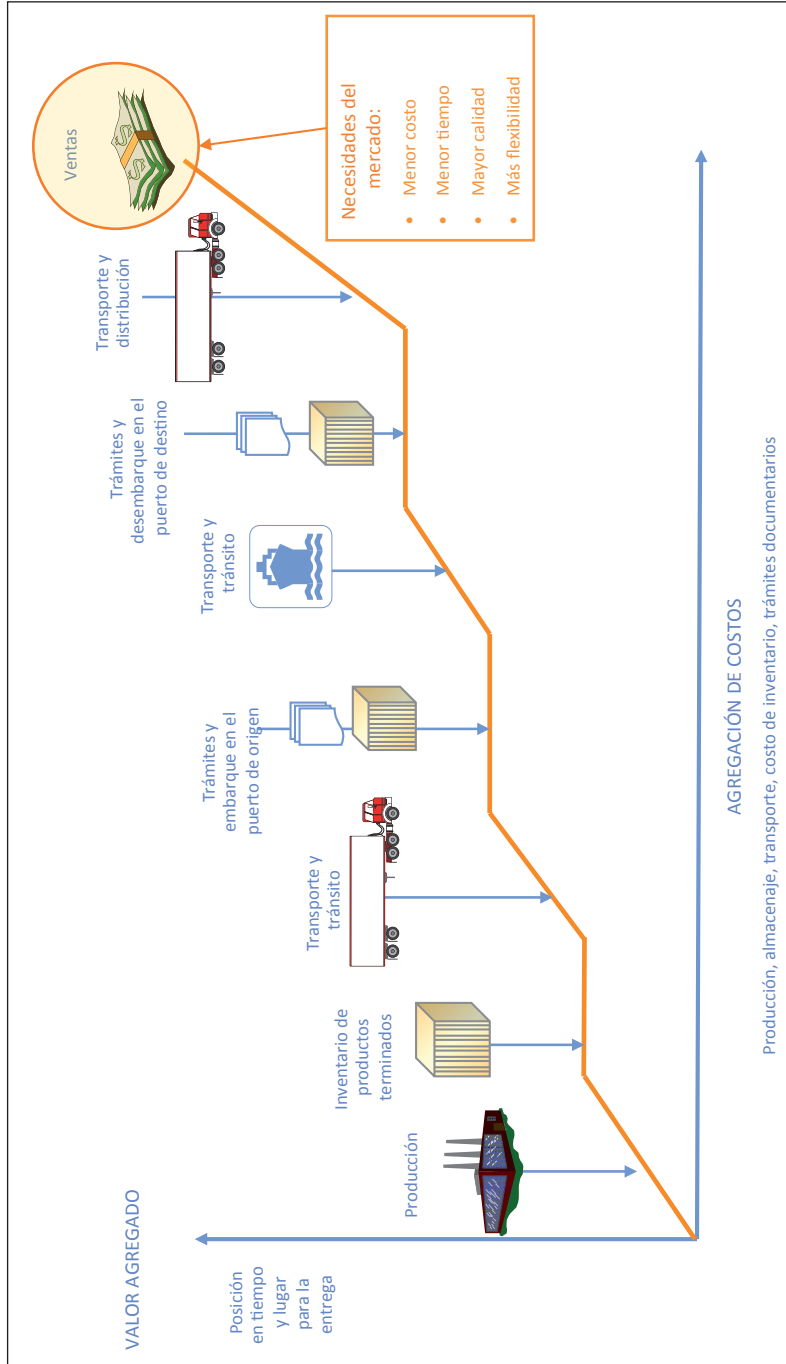 VALOR AGREGADO
Posición
en tiempo
y lugar
para la
entrega
Producción
Inventario de
productos
terminados
Transporte y
tránsito
Trámites y
embarque en el
puerto de origen
Transporte y
tránsito
Trámites y
desembarque en el
puerto de destino
Transporte y
distribución
Ventas
Necesidades del
mercado:
• Menor costo
• Menor tiempo
• Mayor calidad
• Más flexibilidad
AGREGACIÓN DE COSTOS
Producción, almacenaje, transporte, costo de inventario, trámites documentarios